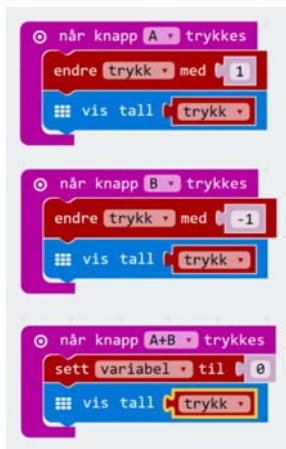 når knapp A trykkes
endre trykk med 1
vis tall trykk
når knapp B trykkes
endre trykk med -1
vis tall trykk
når knapp A+B trykkes
sett variabel til 0
vis tall trykk